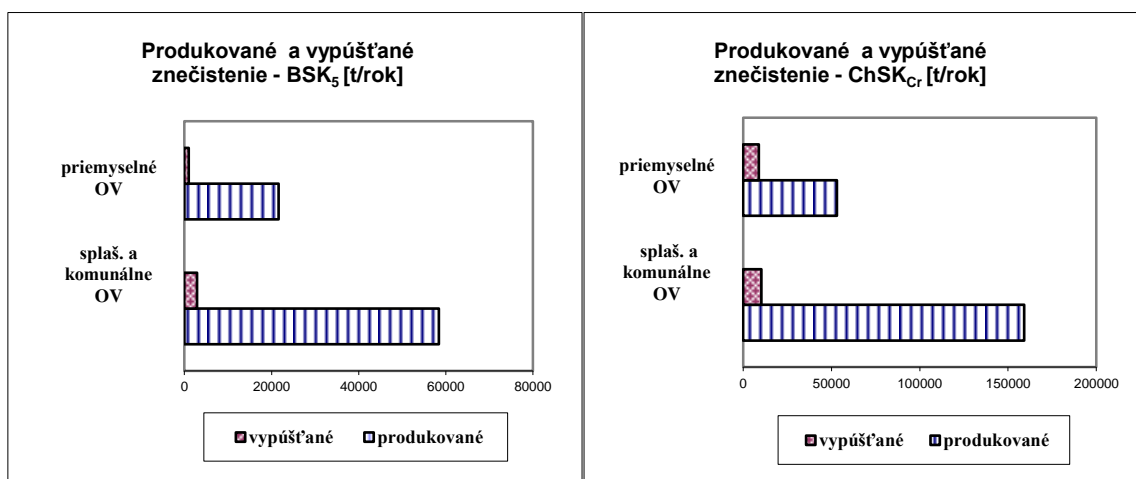 Produkované a vypúšťané
znečistenie - BSK5 [t/rok]
priemyselné
OV
splaš. a
komunálne
OV
0 20000 40000 60000 80000
vypúšťané produkované
Produkované a vypúšťané
znečistenie - ChSKCr [t/rok]
priemyselné
OV
splaš. a
komunálne
OV
0 50000 100000 150000 200000
vypúšťané produkované